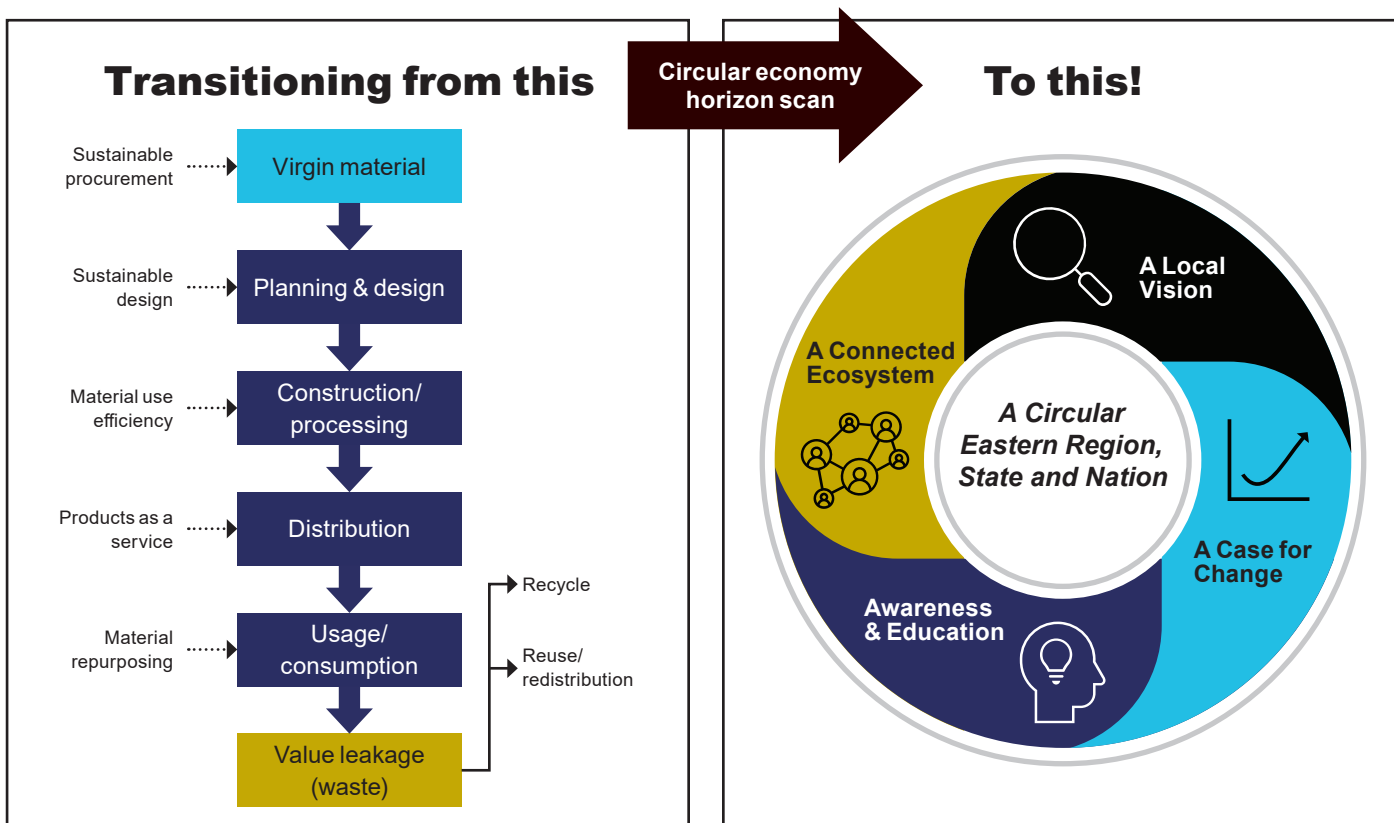 Transitioning from this
Circular economy
horizon scan
To this!
Sustainable
procurement
Virgin material
Sustainable
design
Planning & design
Material use
efficiency
Construction/
processing
Products as a
service
Distribution
Material
repurposing
Usage/
consumption
Recycle
Reuse/
redistribution
Value leakage
(waste)
A Local
Vision
A Connected
Ecosystem
A Circular
Eastern Region,
State and Nation
A Case for
Change
Awareness
& Education